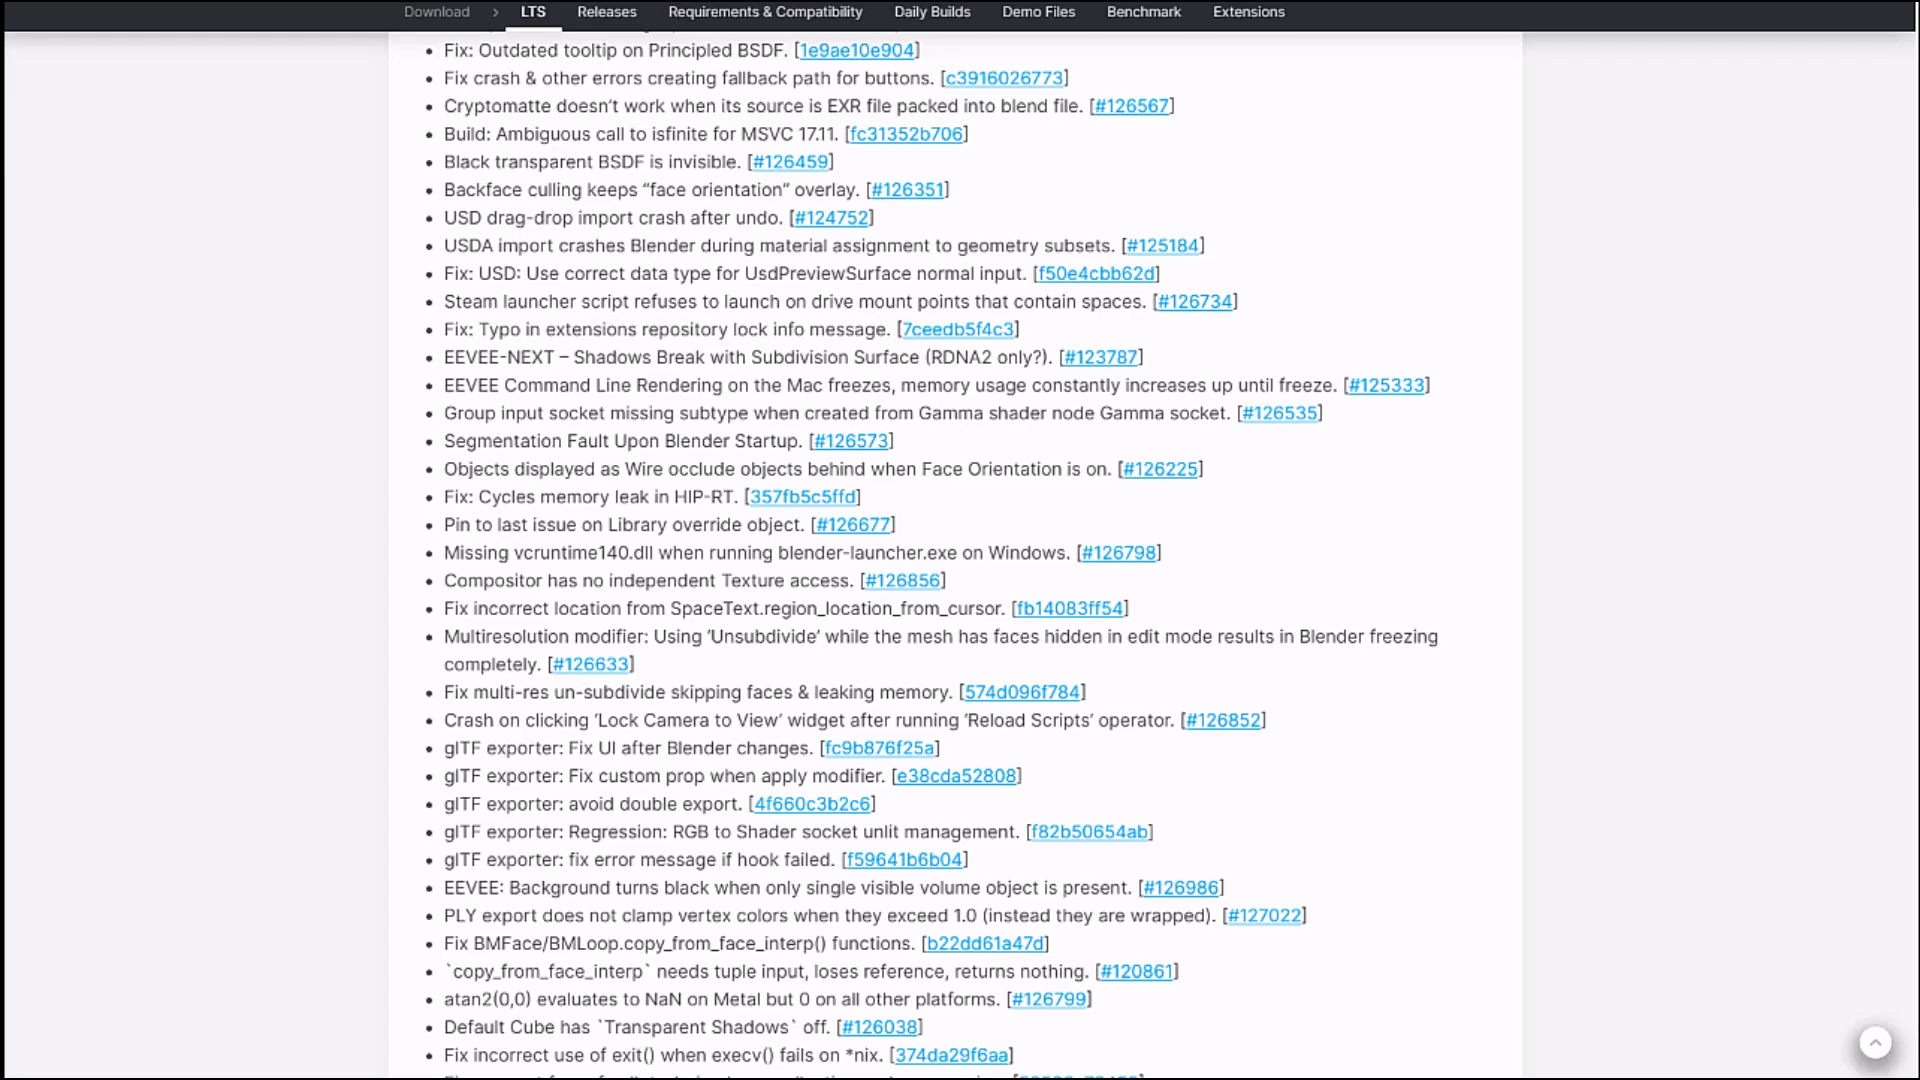 Download › LTS Releases Requirements & Compatibility Daily Builds Demo Files Benchmark Extensions
• Fix: Outdated tooltip on Principled BSDF. [1e9ae10e904]
• Fix crash & other errors creating fallback path for buttons. [c3916026773]
• Cryptomatte doesn’t work when its source is EXR file packed into blend file. [#126567]
• Build: Ambiguous call to isfinite for MSVC 17.11. [fc31352b706]
• Black transparent BSDF is invisible. [#126459]
• Backface culling keeps “face orientation” overlay. [#126351]
• USD drag-drop import crash after undo. [#124752]
• USDA import crashes Blender during material assignment to geometry subsets. [#125184]
• Fix: USD: Use correct data type for UsdPreviewSurface normal input. [f50e4cbb62d]
• Steam launcher script refuses to launch on drive mount points that contain spaces. [#126734]
• Fix: Typo in extensions repository lock info message. [7ceedb5f4c3]
• EEVEE-NEXT – Shadows Break with Subdivision Surface (RDNA2 only?). [#123787]
• EEVEE Command Line Rendering on the Mac freezes, memory usage constantly increases up until freeze. [#125333]
• Group input socket missing subtype when created from Gamma shader node Gamma socket. [#126535]
• Segmentation Fault Upon Blender Startup. [#126573]
• Objects displayed as Wire occlude objects behind when Face Orientation is on. [#126225]
• Fix: Cycles memory leak in HIP-RT. [357fb5c5ffd]
• Pin to last issue on Library override object. [#126677]
• Missing vcruntime140.dll when running blender-launcher.exe on Windows. [#126798]
• Compositor has no independent Texture access. [#126856]
• Fix incorrect location from SpaceText.region_location_from_cursor. [fb14083ff54]
• Multiresolution modifier: Using ‘Unsubdivide’ while the mesh has faces hidden in edit mode results in Blender freezing
completely. [#126633]
• Fix multi-res un-subdivide skipping faces & leaking memory. [574d096f784]
• Crash on clicking ‘Lock Camera to View’ widget after running ‘Reload Scripts’ operator. [#126852]
• glTF exporter: Fix UI after Blender changes. [fc9b876f25a]
• glTF exporter: Fix custom prop when apply modifier. [e38cda52808]
• glTF exporter: avoid double export. [4f660c3b2c6]
• glTF exporter: Regression: RGB to Shader socket unlit management. [f82b50654ab]
• glTF exporter: fix error message if hook failed. [f59641b6b04]
• EEVEE: Background turns black when only single visible volume object is present. [#126986]
• PLY export does not clamp vertex colors when they exceed 1.0 (instead they are wrapped). [#127022]
• Fix BMFace/BMLoop.copy_from_face_interp() functions. [b22dd61a47d]
• `copy_from_face_interp` needs tuple input, loses reference, returns nothing. [#120861]
• atan2(0,0) evaluates to NaN on Metal but 0 on all other platforms. [#126799]
• Default Cube has `Transparent Shadows` off. [#126038]
• Fix incorrect use of exit() when execv() fails on *nix. [374da29f6aa]